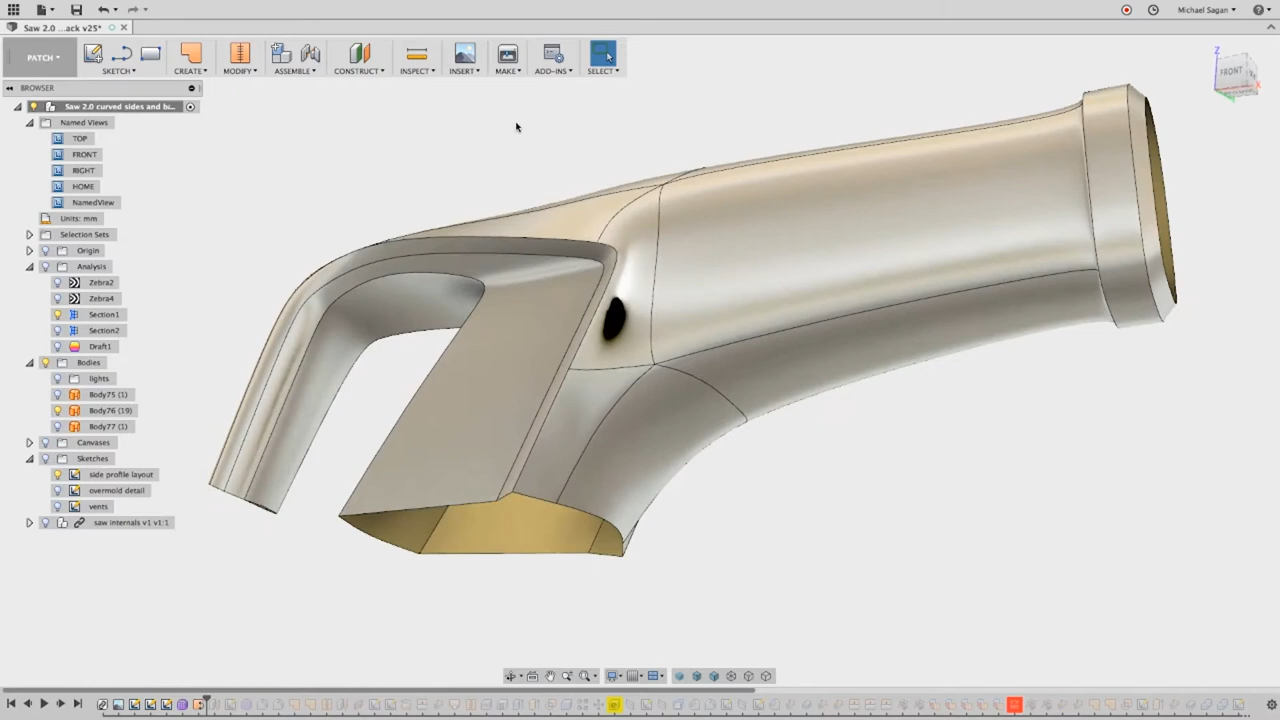 Michael Sagan
Saw 2.0 ...ack v25*
PATCH
SKETCH
CREATE
MODIFY
ASSEMBLE
CONSTRUCT
INSPECT
INSERT
MAKE
ADD-INS
SELECT
BROWSER
Saw 2.0 curved sides and bu...
Named Views
TOP
FRONT
RIGHT
HOME
NamedView
Units: mm
Selection Sets
Origin
Analysis
Zebra2
Zebra4
Section1
Section2
Draft1
Bodies
lights
Body75 (1)
Body76 (19)
Body77 (1)
Canvases
Sketches
side profile layout
overmold detail
vents
saw internals v1 v1:1
Z
FRONT
X